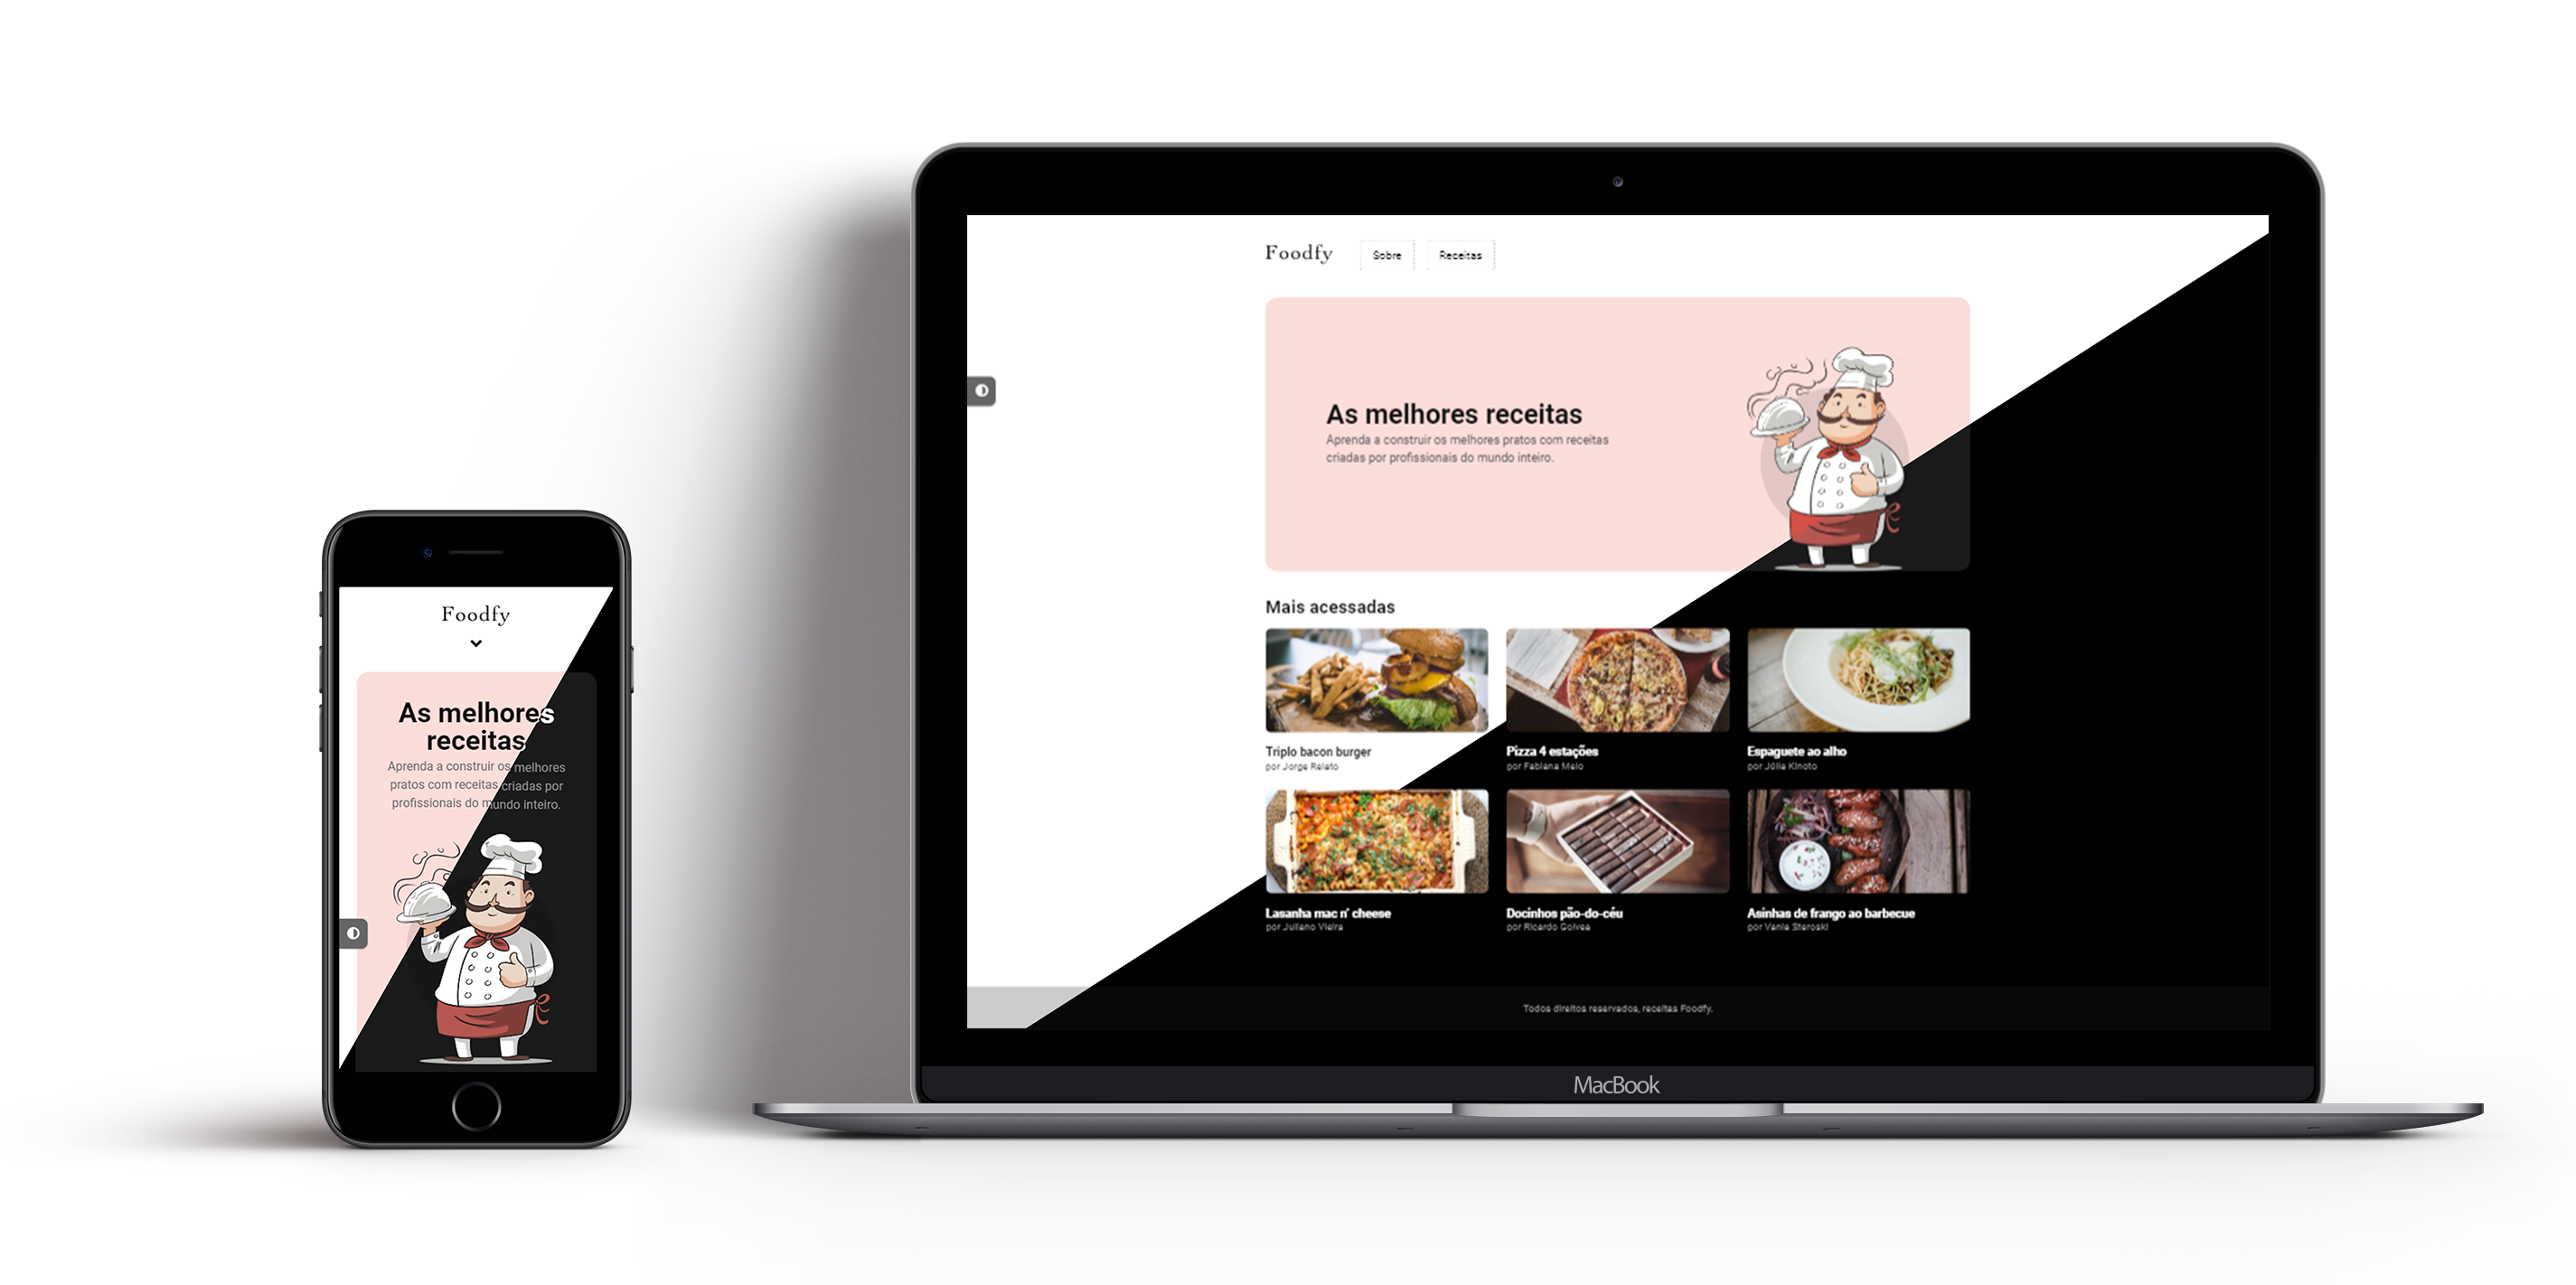 Foodfy
As melhores
receitas
Aprenda a construir os melhores
pratos com receitas criadas por
profissionais do mundo inteiro.
Foodfy Sobre Receitas
As melhores receitas
Aprenda a construir os melhores pratos com receitas
criadas por profissionais do mundo inteiro.
Mais acessadas
Triplo bacon burger
por Jorge Relato
Pizza 4 estações
por Fabiana Melo
Espaguete ao alho
por Júlia Kinoto
Lasanha mac n' cheese
por Juliano Vieira
Docinhos pão-do-céu
por Ricardo Golvea
Asinhas de frango ao barbecue
por Vania Steroski
Todos direitos reservados, receitas Foodfy.
MacBook